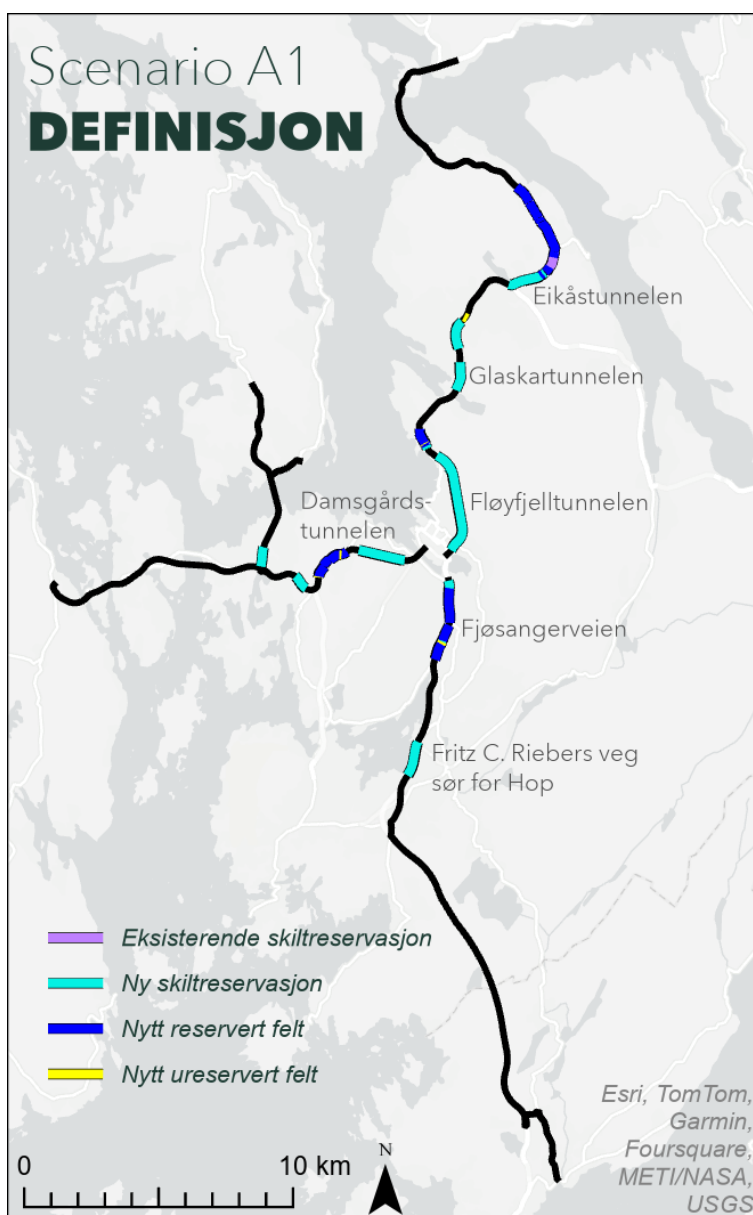 Scenario A1
DEFINISJON
Eikåstunnelen
Glaskartunnelen
Damsgårds-
tunnelen
Fløyfjelltunnelen
Fjøsangerveien
Fritz C. Riebers veg
sør for Hop
Eksisterende skiltreservasjon
Ny skiltreservasjon
Nytt reservert felt
Nytt ureservert felt
0 10 km
N
Esri, TomTom,
Garmin,
Foursquare,
METI/NASA,
USGS